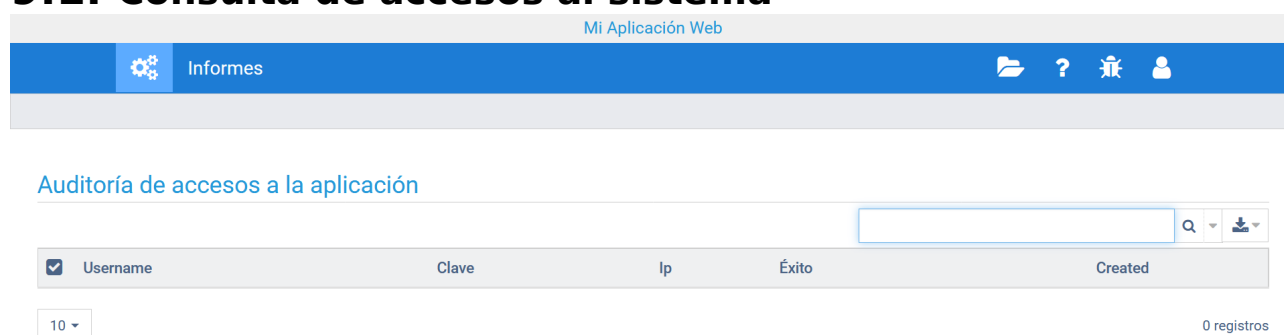 Mi Aplicación Web
Informes
?
Auditoría de accesos a la aplicación
Username Clave Ip Éxito Created
10
0 registros